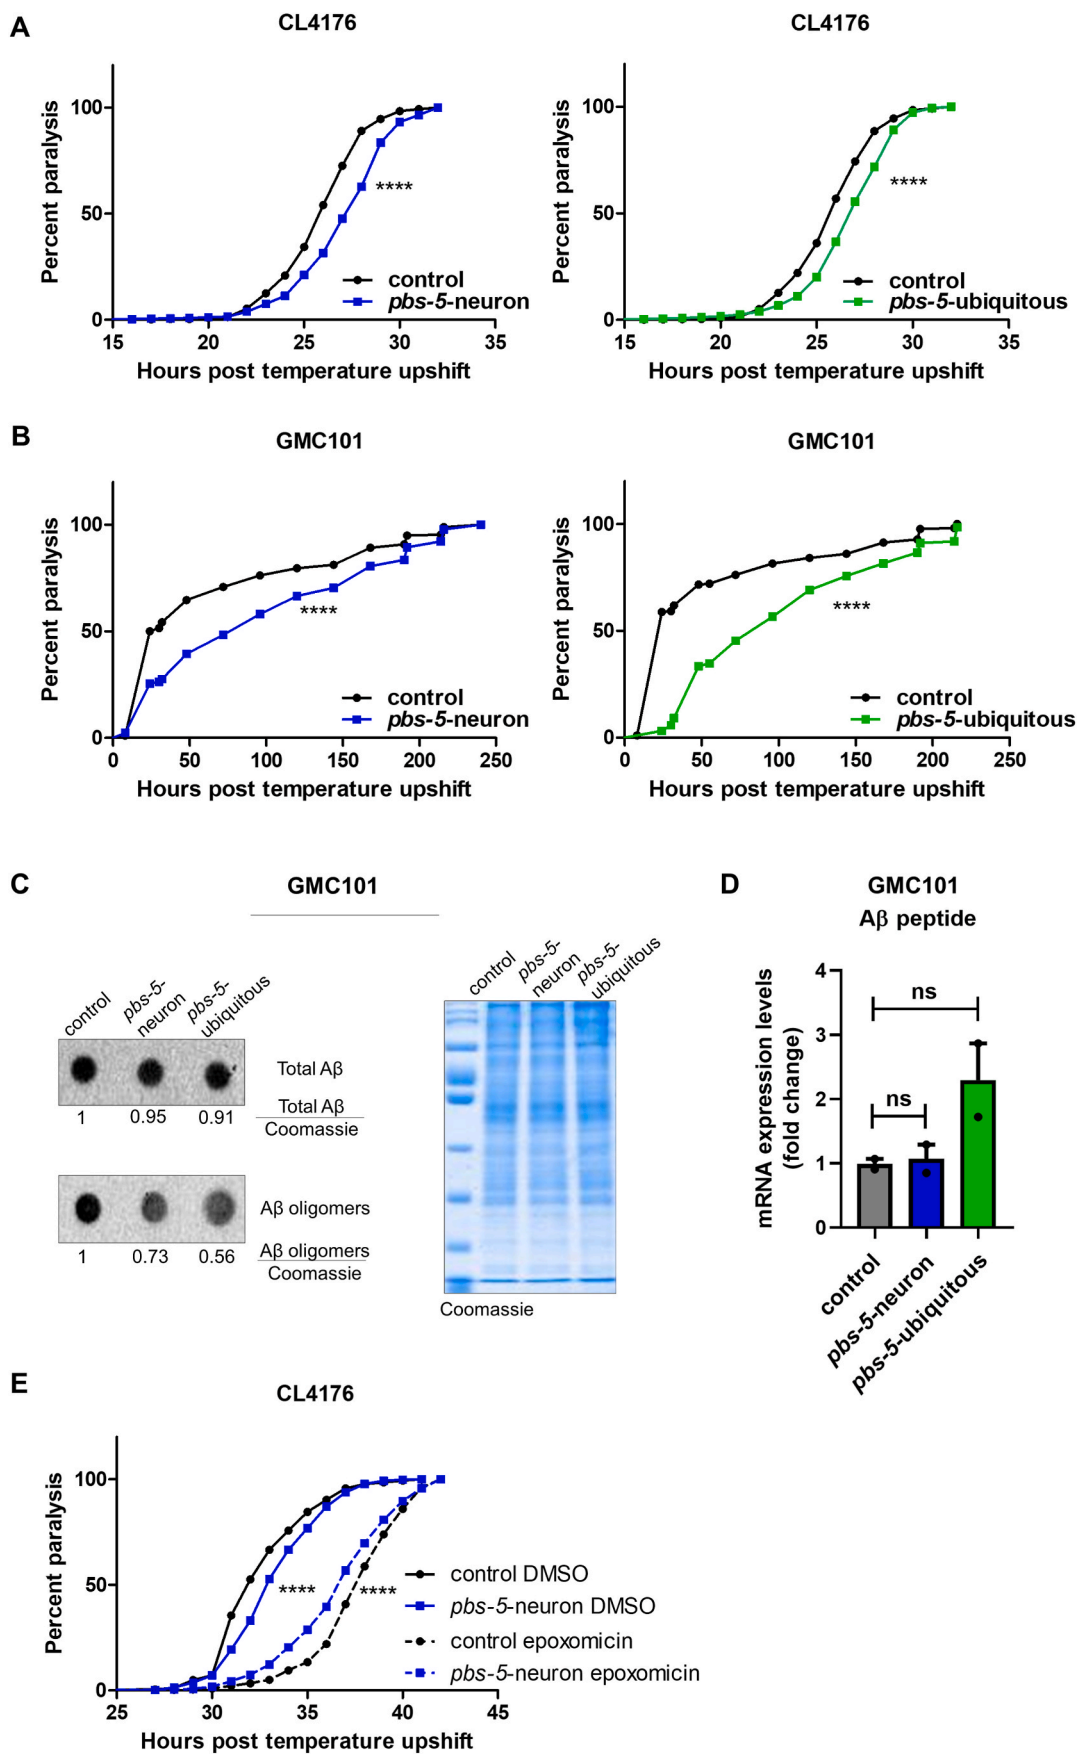 A
CL4176
Percent paralysis
100
50
0
15
20
25
30
35
Hours post temperature upshift
control
pbs-5-neuron
****
CL4176
Percent paralysis
100
50
0
15
20
25
30
35
Hours post temperature upshift
control
pbs-5-ubiquitous
****
B
GMC101
Percent paralysis
100
50
0
0
50
100
150
200
250
Hours post temperature upshift
control
pbs-5-neuron
****
GMC101
Percent paralysis
100
50
0
0
50
100
150
200
250
Hours post temperature upshift
control
pbs-5-ubiquitous
****
C
GMC101
control
pbs-5-
neuron
pbs-5-
ubiquitous
Total Aβ
1 0.95 0.91
Total Aβ
Coomassie
Aβ oligomers
1 0.73 0.56
Aβ oligomers
Coomassie
control
pbs-5-
neuron
pbs-5-
ubiquitous
Coomassie
D
GMC101
Aβ peptide
mRNA expression levels
(fold change)
4
3
2
1
0
ns
ns
control
pbs-5-neuron
pbs-5-ubiquitous
E
CL4176
Percent paralysis
100
50
0
25
30
35
40
45
Hours post temperature upshift
****
****
control DMSO
pbs-5-neuron DMSO
control epoxomicin
pbs-5-neuron epoxomicin